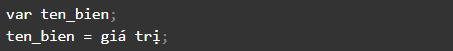 var ten_bien;
ten_bien = giá trị;